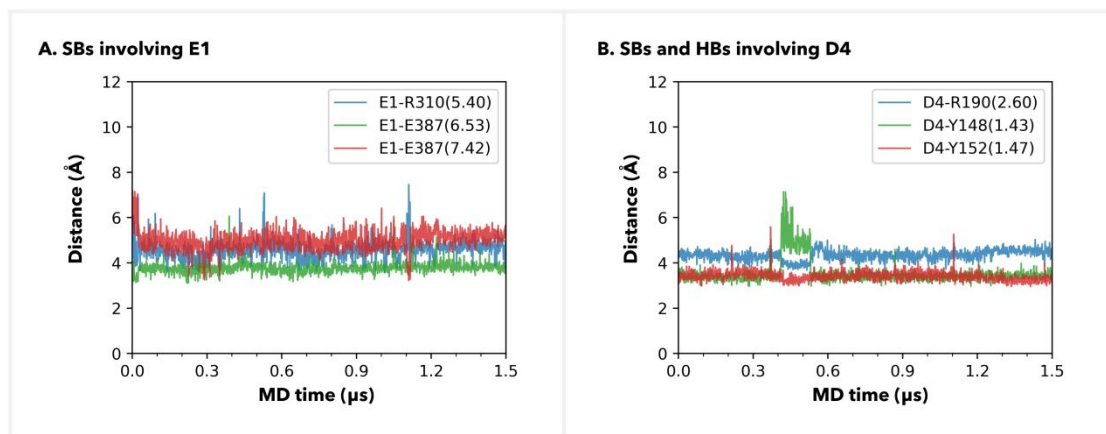 A. SBs involving E1
12
10
8
6
4
2
0
Distance (Å)
E1-R310(5.40)
E1-E387(6.53)
E1-E387(7.42)
0.0 0.3 0.6 0.9 1.2 1.5
MD time (µs)
B. SBs and HBs involving D4
12
10
8
6
4
2
0
Distance (Å)
D4-R190(2.60)
D4-Y148(1.43)
D4-Y152(1.47)
0.0 0.3 0.6 0.9 1.2 1.5
MD time (µs)